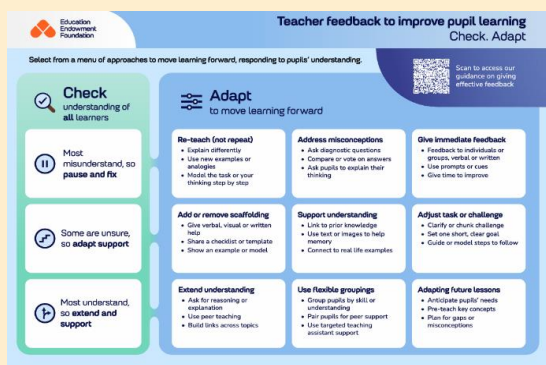 Education
Endowment
Foundation
Teacher feedback to improve pupil learning
Check. Adapt
Select from a menu of approaches to move learning forward, responding to pupils' understanding.
Scan to access our
guidance on giving
effective feedback
Check
understanding of
all learners
Adapt
to move learning forward
Most
misunderstand, so
pause and fix
Re-teach (not repeat)
• Explain differently
• Use new examples or
analogies
• Model the task or your
thinking step by step
Address misconceptions
• Ask diagnostic questions
• Compare or vote on answers
• Ask pupils to explain their
thinking
Give immediate feedback
• Feedback to individuals or
groups, verbal or written
• Use prompts or cues
• Give time to improve
Some are unsure,
so adapt support
Add or remove scaffolding
• Give verbal, visual or written
help
• Share a checklist or template
• Show an example or model
Support understanding
• Link to prior knowledge
• Use text or images to help
memory
• Connect to real life examples
Adjust task or challenge
• Clarify or chunk challenge
• Set one short, clear goal
• Guide or model steps to follow
Most understand,
so extend and
support
Extend understanding
• Ask for reasoning or
explanation
• Use peer teaching
• Build links across topics
Use flexible groupings
• Group pupils by skill or
understanding
• Pair pupils for peer support
• Use targeted teaching
assistant support
Adapting future lessons
• Anticipate pupils' needs
• Pre-teach key concepts
• Plan for gaps or
misconceptions